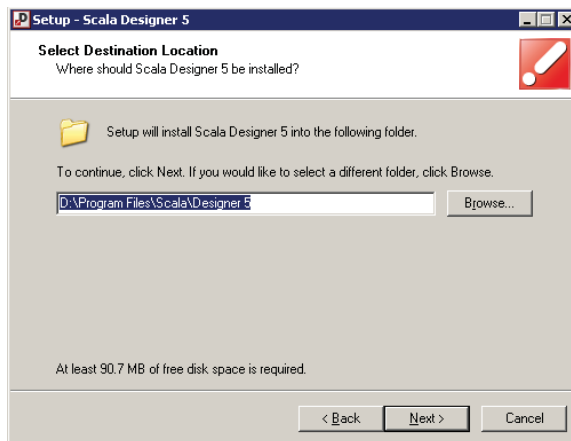 Setup - Scala Designer 5
Select Destination Location
Where should Scala Designer 5 be installed?
Setup will install Scala Designer 5 into the following folder.
To continue, click Next. If you would like to select a different folder, click Browse.
D:\Program Files\Scala\Designer 5
Browse...
At least 90.7 MB of free disk space is required.
< Back
Next >
Cancel